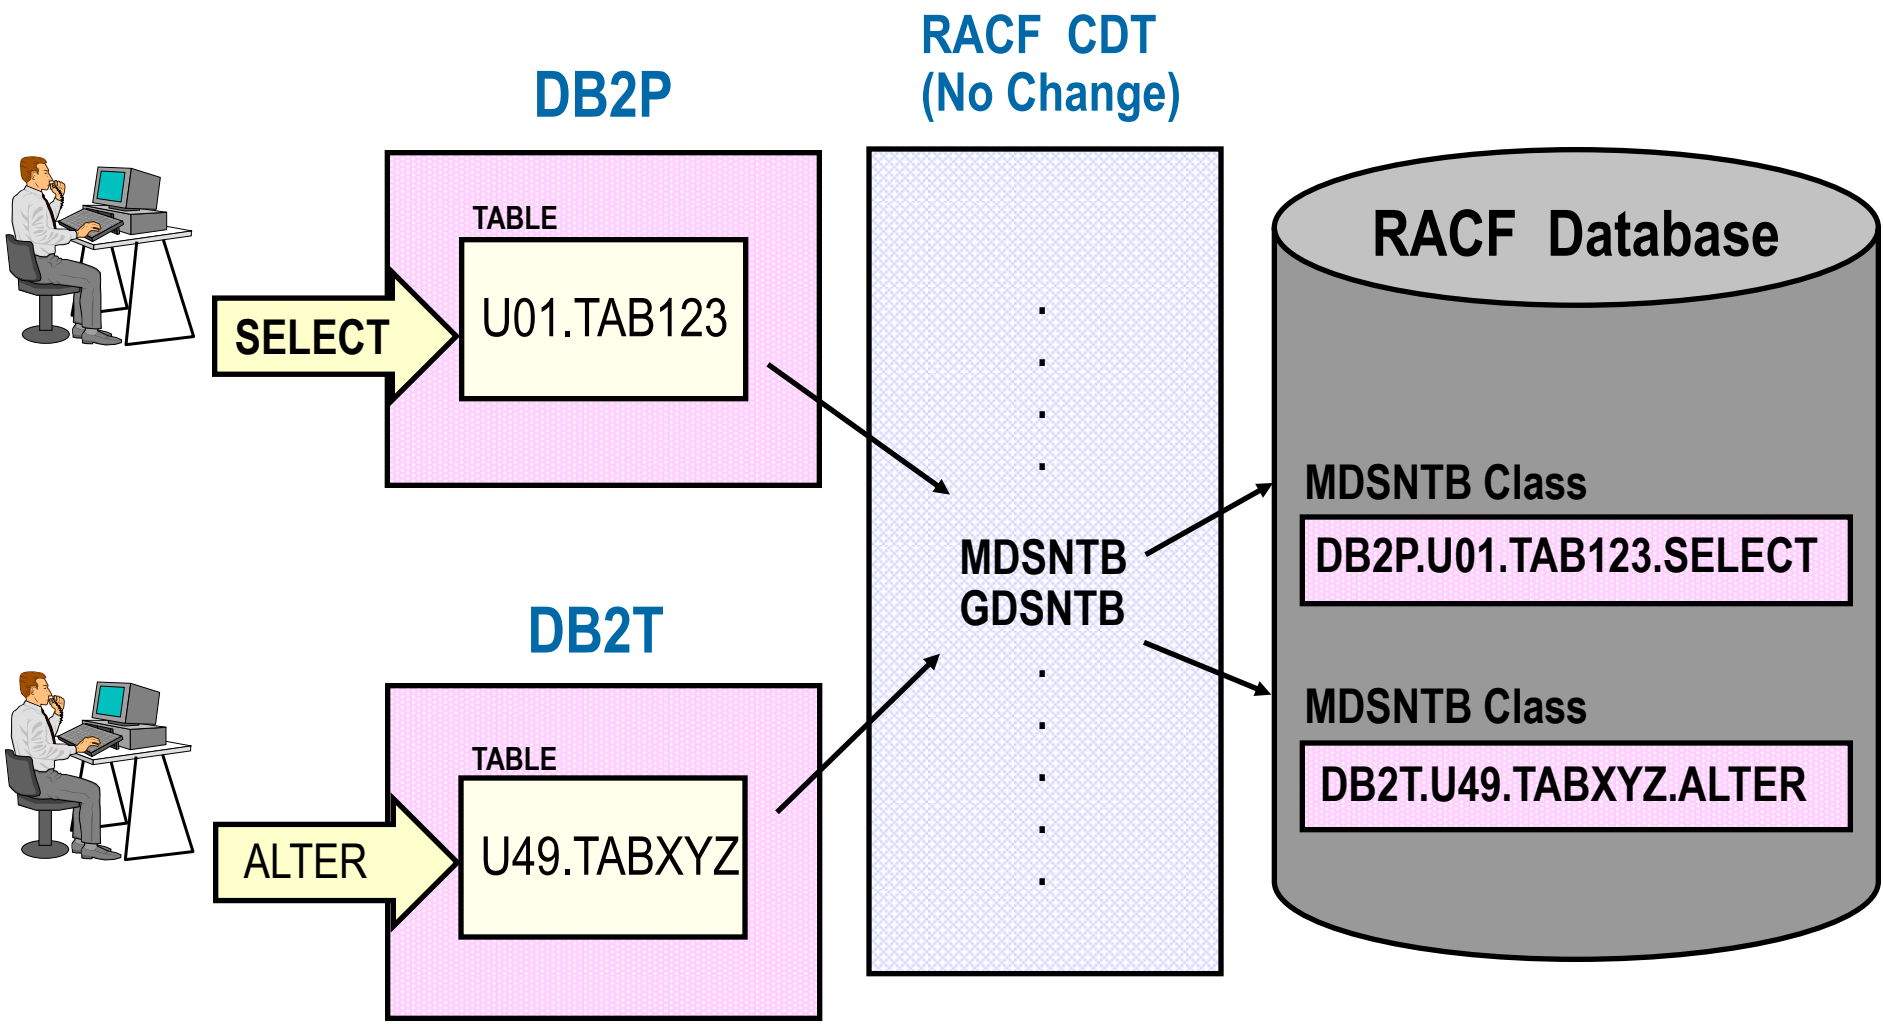 RACF CDT
(No Change)
DB2P
TABLE
U01.TAB123
SELECT
DB2T
TABLE
U49.TABXYZ
ALTER
.
.
.
.
MDSNTB
GDSNTB
.
.
.
.
.
RACF Database
MDSNTB Class
DB2P.U01.TAB123.SELECT
MDSNTB Class
DB2T.U49.TABXYZ.ALTER